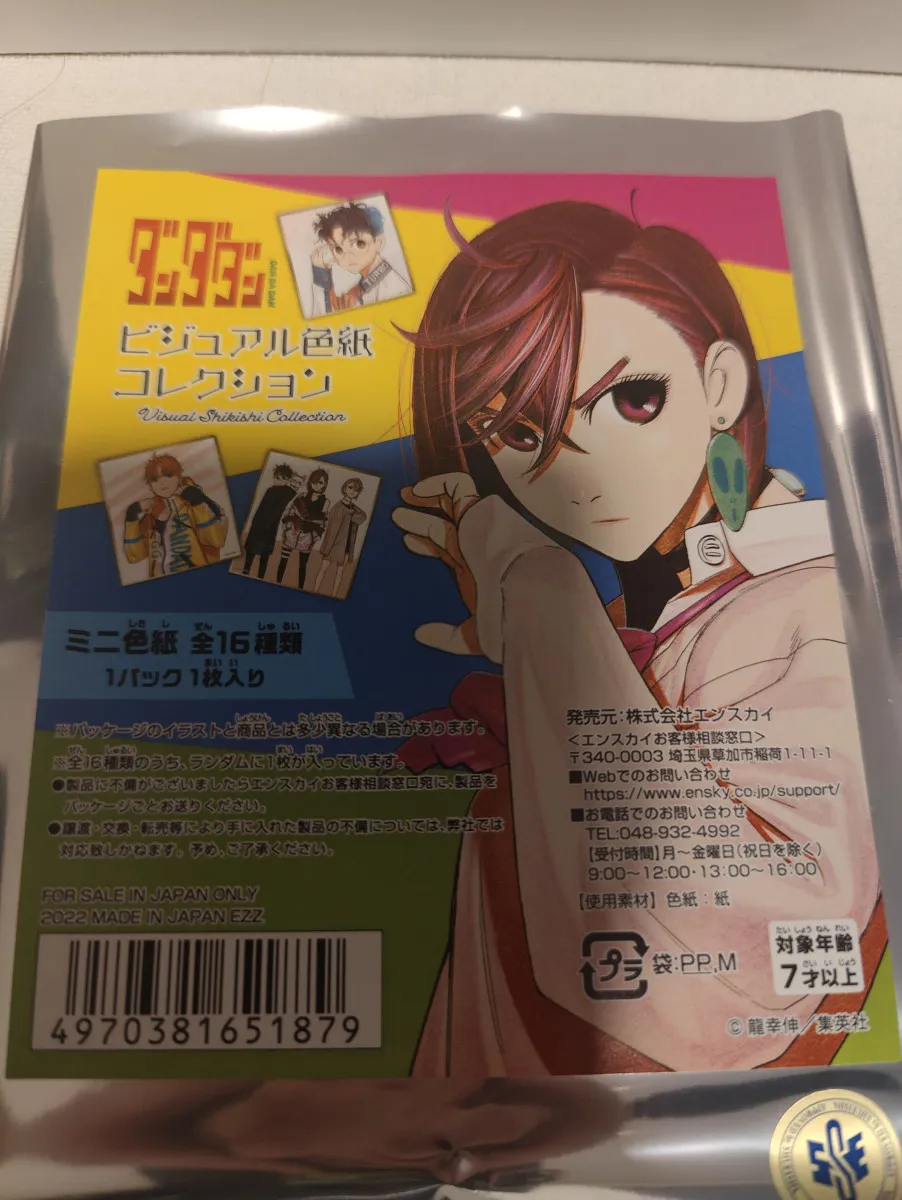 ダンダダン
DAN DA DAN
ビジュアル色紙
コレクション
Visual Shikishi Collection
ミニ色紙 全16種類
1パック1枚入り
※パッケージのイラストと商品とは多少異なる場合があります。
※全16種類のうち、ランダムに1枚が入っています。
●製品に不備がございましたらエンスカイお客様相談窓口宛に、製品を
パッケージごとお送りください。
●譲渡・交換・転売等により手に入れた製品の不備については、弊社では
対応致しかねます。予め、ご了承ください。
FOR SALE IN JAPAN ONLY
2022 MADE IN JAPAN EZZ
4970381651879
発売元:株式会社エンスカイ
<エンスカイお客様相談窓口>
〒340-0003 埼玉県草加市稲荷1-11-1
■Webでのお問い合わせ
https://www.ensky.co.jp/support/
■お電話でのお問い合わせ
TEL:048-932-4992
【受付時間】月～金曜日(祝日を除く)
9:00～12:00・13:00～16:00
【使用素材】色紙:紙
プラ 袋:PP,M
対象年齢
7才以上
©龍幸伸/集英社